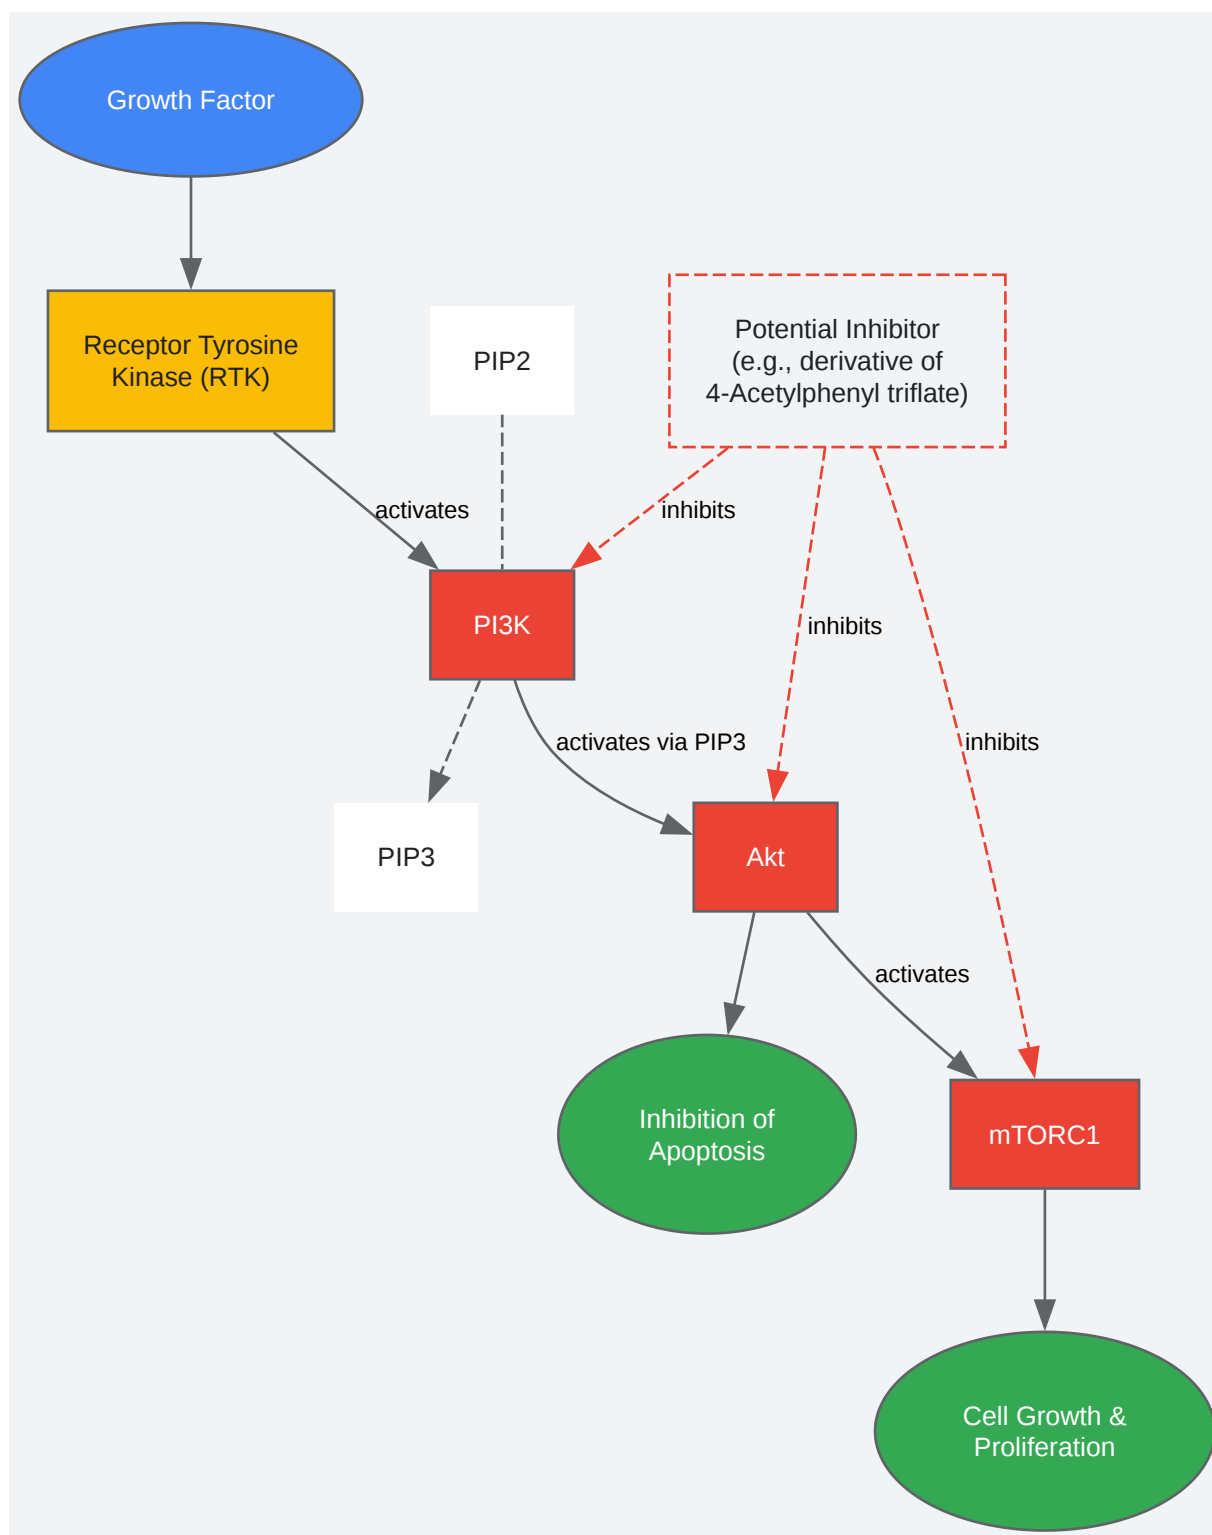 Growth Factor
Receptor Tyrosine
Kinase (RTK)
PIP2
Potential Inhibitor
(e.g., derivative of
4-Acetylphenyl triflate)
activates
inhibits
PI3K
inhibits
activates via PIP3
inhibits
PIP3
Akt
activates
Inhibition of
Apoptosis
mTORC1
Cell Growth &
Proliferation